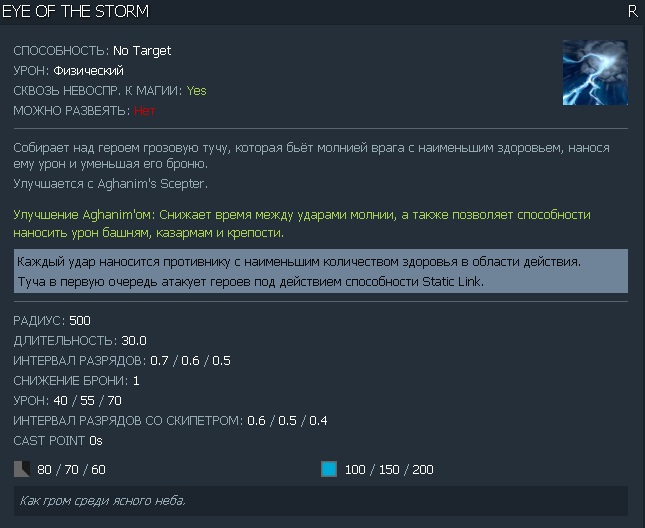 EYE OF THE STORM R
СПОСОБНОСТЬ: No Target
УРОН: Физический
СКВОЗЬ НЕВОСПР. К МАГИИ: Yes
МОЖНО РАЗВЕЯТЬ: Нет
Собирает над героем грозовую тучу, которая бьёт молнией врага с наименьшим здоровьем, нанося
ему урон и уменьшая его броню.
Улучшается с Aghanim's Scepter.
Улучшение Aghanim'ом: Снижает время между ударами молнии, а также позволяет способности
наносить урон башням, казармам и крепости.
Каждый удар наносится противнику с наименьшим количеством здоровья в области действия.
Туча в первую очередь атакует героев под действием способности Static Link.
РАДИУС: 500
ДЛИТЕЛЬНОСТЬ: 30.0
ИНТЕРВАЛ РАЗРЯДОВ: 0.7 / 0.6 / 0.5
СНИЖЕНИЕ БРОНИ: 1
УРОН: 40 / 55 / 70
ИНТЕРВАЛ РАЗРЯДОВ СО СКИПЕТРОМ: 0.6 / 0.5 / 0.4
CAST POINT 0s
80 / 70 / 60 100 / 150 / 200
Как гром среди ясного неба.